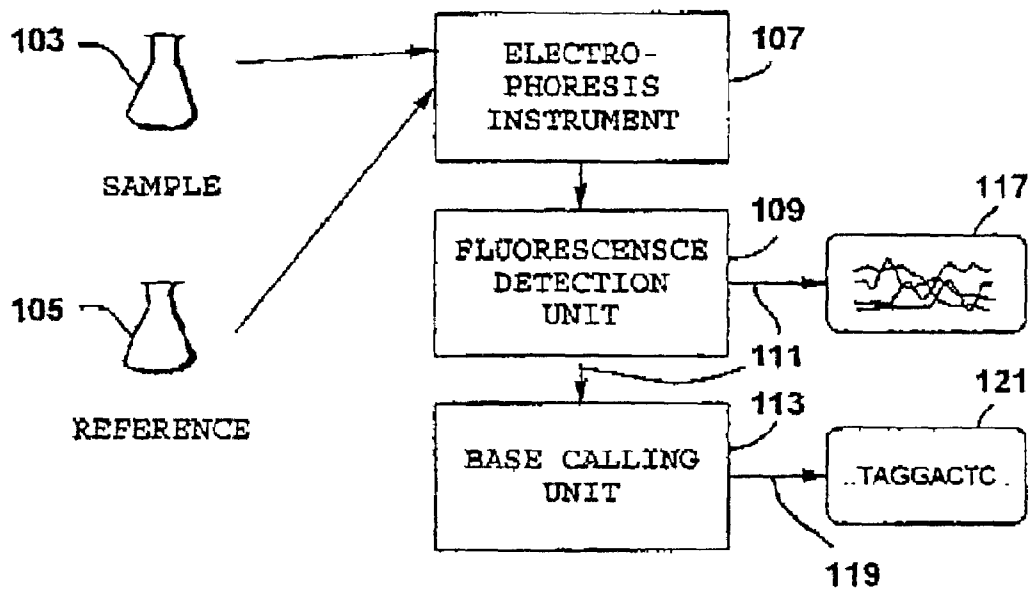 103
SAMPLE
105
REFERENCE
ELECTRO-
PHORESIS
INSTRUMENT
107
FLUORESCENSCE
DETECTION
UNIT
109
117
111
BASE CALLING
UNIT
113
121
..TAGGACTC.
119